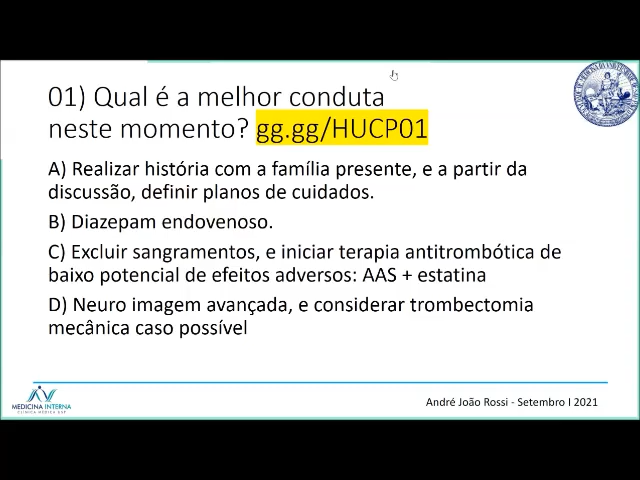 01) Qual é a melhor conduta
neste momento? gg.gg/HUCP01
A) Realizar história com a família presente, e a partir da
discussão, definir planos de cuidados.
B) Diazepam endovenoso.
C) Excluir sangramentos, e iniciar terapia antitrombótica de
baixo potencial de efeitos adversos: AAS + estatina
D) Neuro imagem avançada, e considerar trombectomia
mecânica caso possível
MEDICINA INTERNA
CLÍNICA MÉDICA USP
André João Rossi - Setembro I 2021